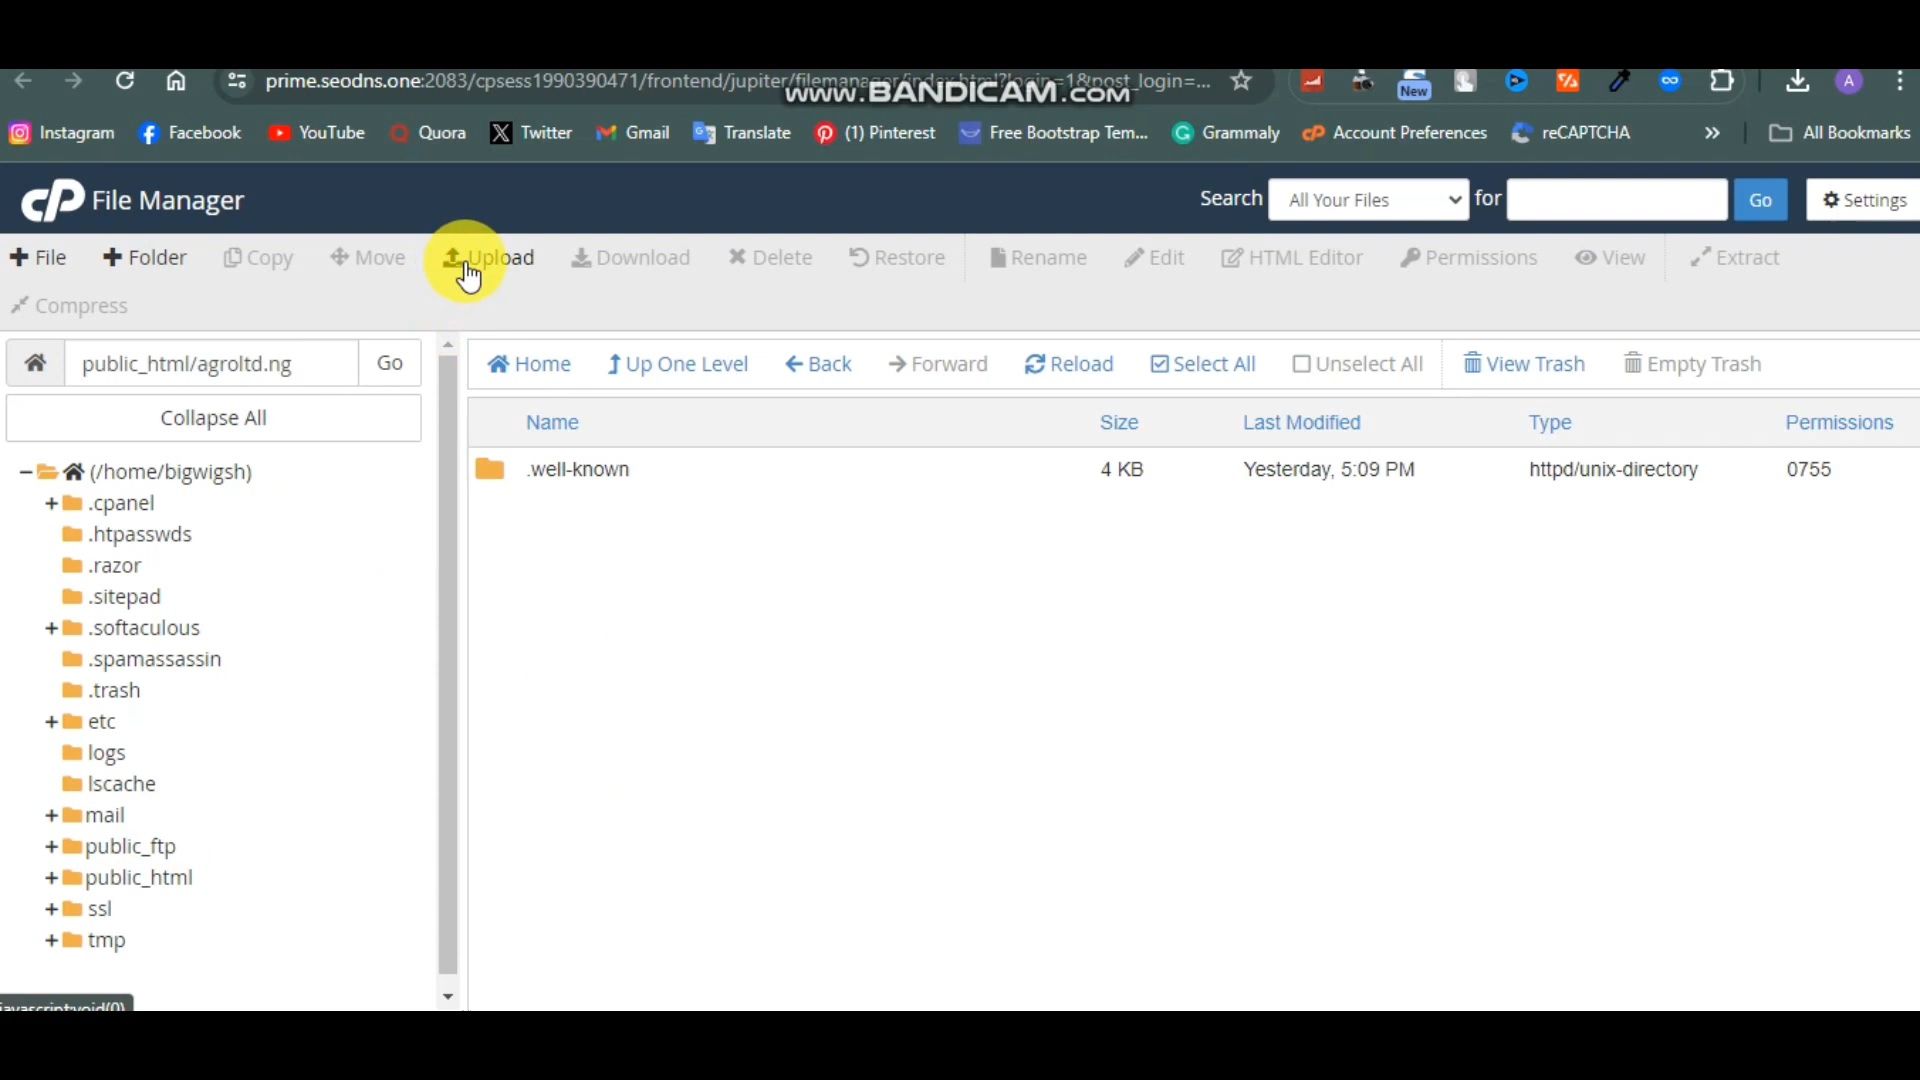 prime.seodns.one:2083/cpsess1990390471/frontend/jupiter/filemanager/index.html?login=1&post_login=...
www.BANDICAM.com
New
A
Instagram Facebook YouTube Quora Twitter Gmail Translate (1) Pinterest Free Bootstrap Tem... Grammaly Account Preferences reCAPTCHA » All Bookmarks
cP File Manager Search All Your Files for Go Settings
File Folder Copy Move Upload Download Delete Restore Rename Edit HTML Editor Permissions View Extract
Compress
public_html/agroltd.ng Go Home Up One Level Back Forward Reload Select All Unselect All View Trash Empty Trash
Collapse All
Name Size Last Modified Type Permissions
.well-known 4 KB Yesterday, 5:09 PM httpd/unix-directory 0755
(/home/bigwigsh)
.cpanel
.htpasswds
.razor
.sitepad
.softaculous
.spamassassin
.trash
etc
logs
lscache
mail
public_ftp
public_html
ssl
tmp
javascript:void(0)